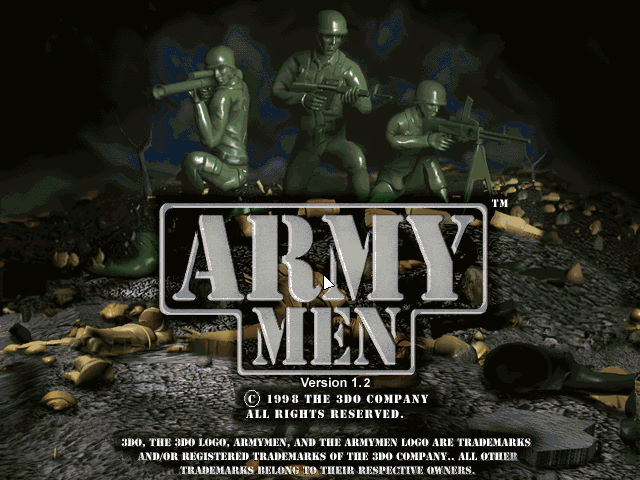 ARMY ™
MEN
Version 1.2
© 1998 THE 3DO COMPANY
ALL RIGHTS RESERVED.
3DO, THE 3DO LOGO, ARMYMEN, AND THE ARMYMEN LOGO ARE TRADEMARKS
AND/OR REGISTERED TRADEMARKS OF THE 3DO COMPANY.. ALL OTHER
TRADEMARKS BELONG TO THEIR RESPECTIVE OWNERS.